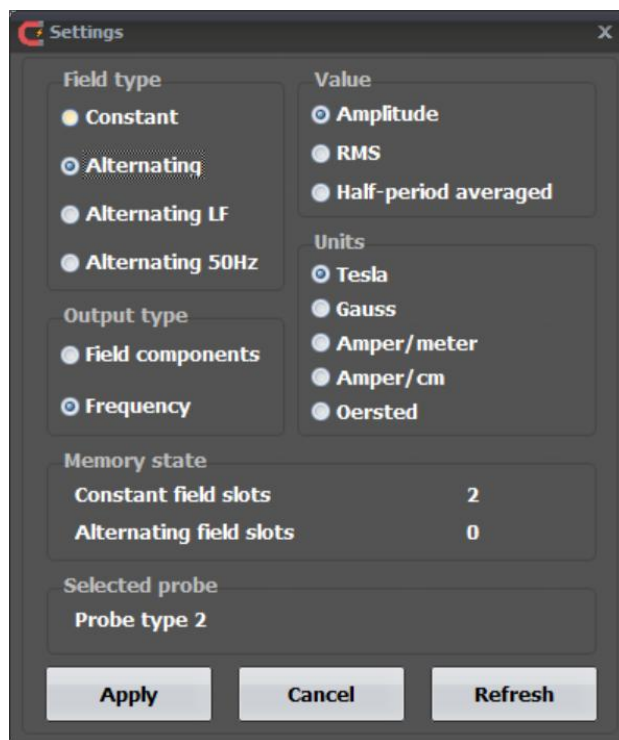 Settings
x
Field type
Constant
Alternating
Alternating LF
Alternating 50Hz
Output type
Field components
Frequency
Value
Amplitude
RMS
Half-period averaged
Units
Tesla
Gauss
Amper/meter
Amper/cm
Oersted
Memory state
Constant field slots 2
Alternating field slots 0
Selected probe
Probe type 2
Apply Cancel Refresh